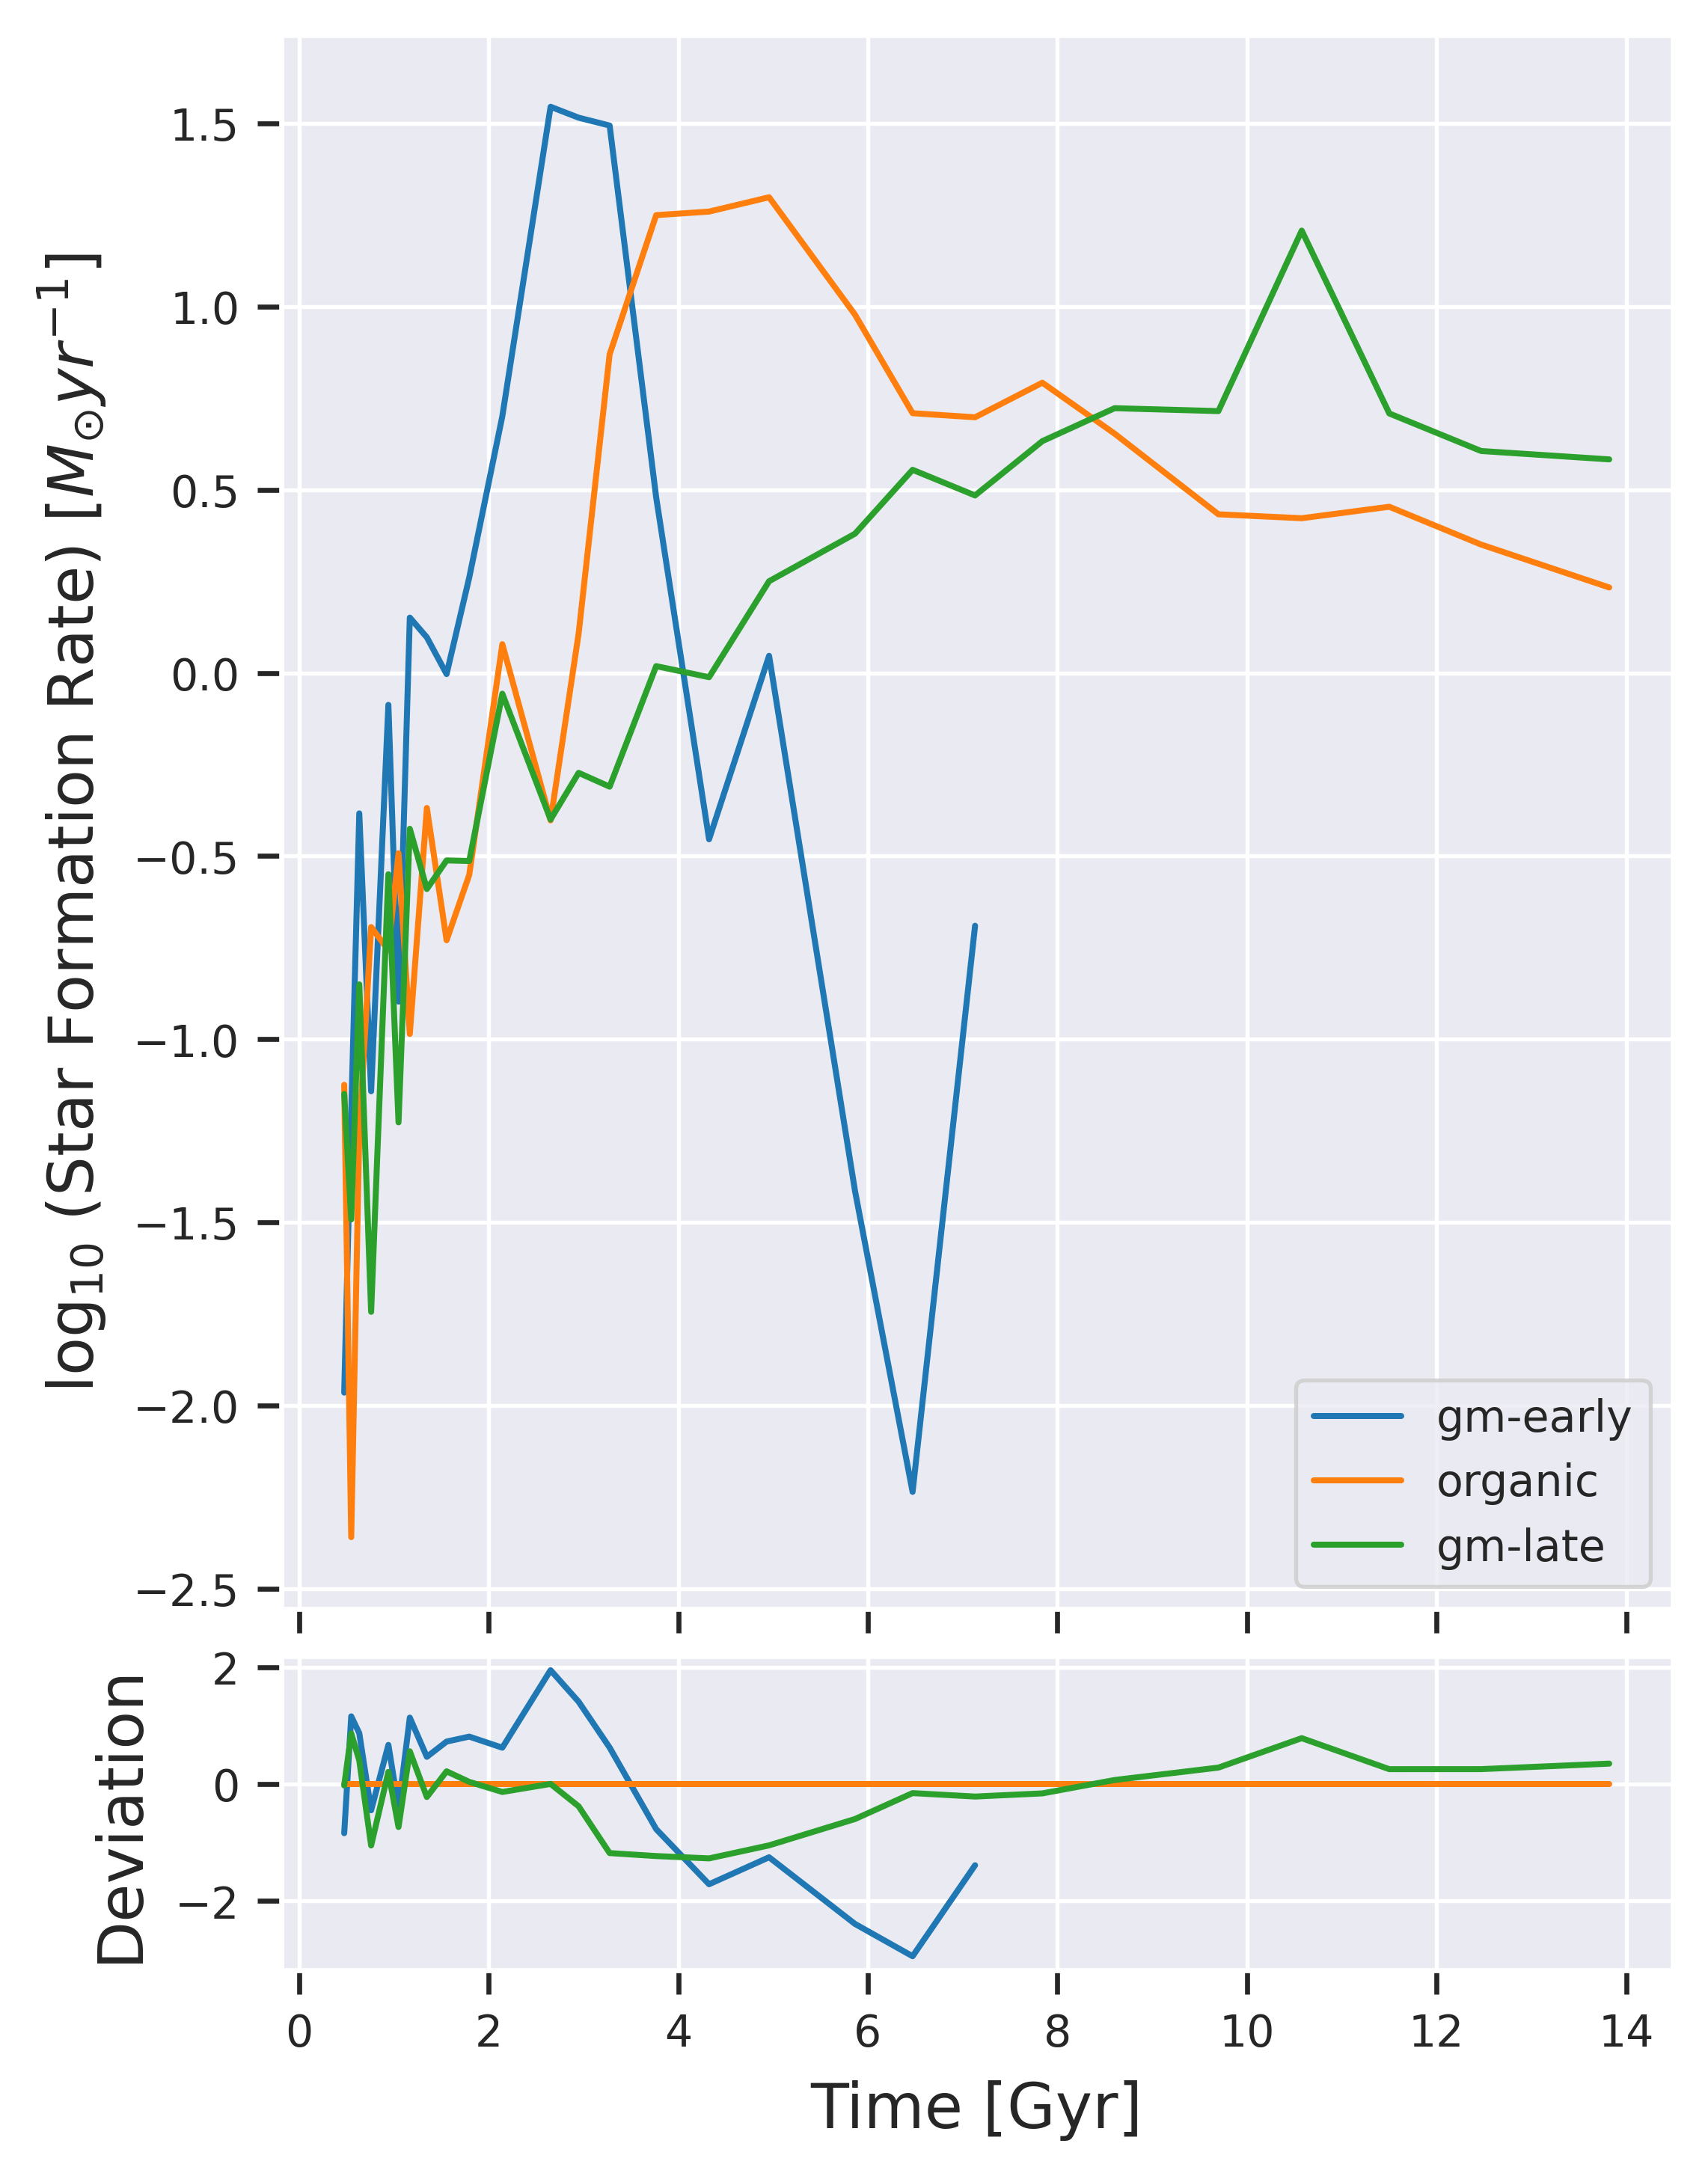 log₁₀ (Star Formation Rate) [M⊙yr⁻¹]
1.5
1.0
0.5
0.0
−0.5
−1.0
−1.5
−2.0
−2.5
gm-early
organic
gm-late
Deviation
2
0
−2
0 2 4 6 8 10 12 14
Time [Gyr]